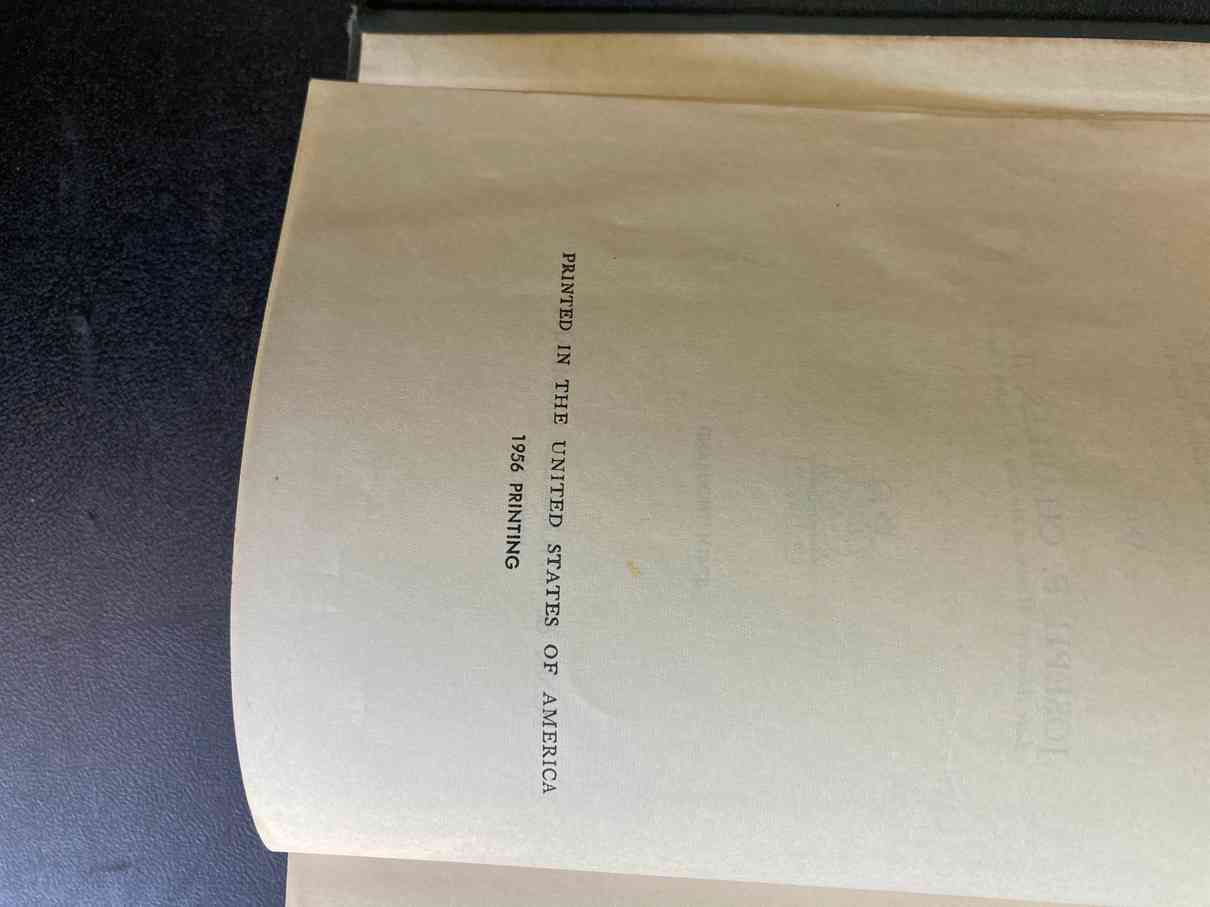 PRINTED IN THE UNITED STATES OF AMERICA
1956 PRINTING